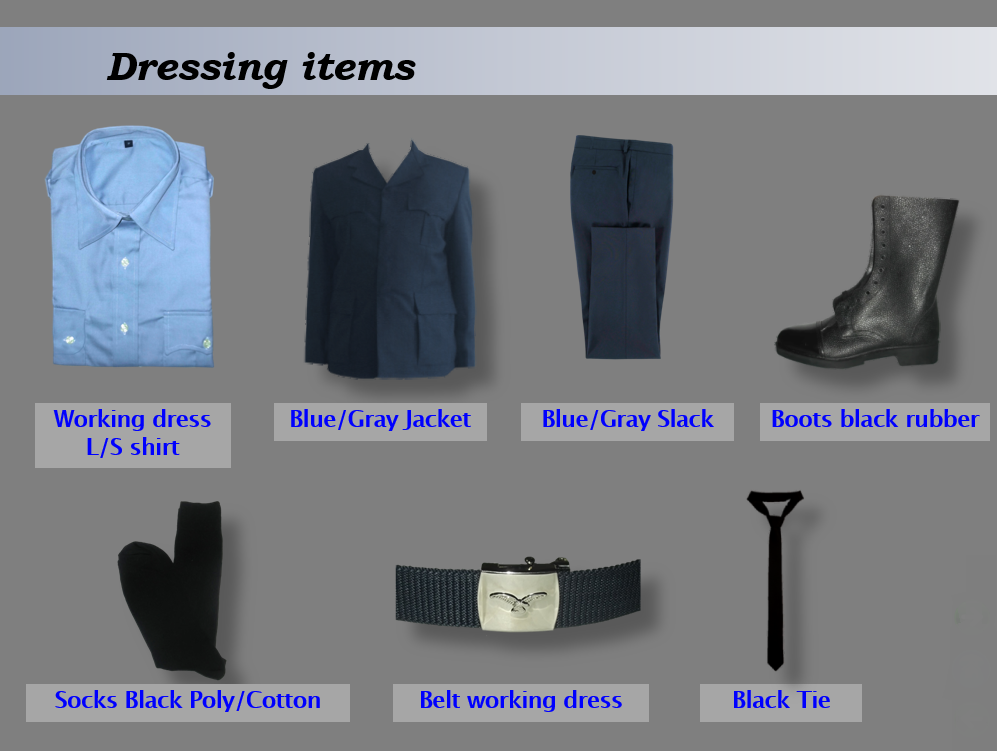 Dressing items
Working dress
L/S shirt
Blue/Gray Jacket
Blue/Gray Slack
Boots black rubber
Socks Black Poly/Cotton
Belt working dress
Black Tie